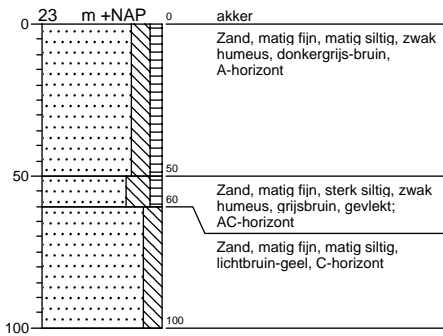 23 m +NAP 0 akker
0
Zand, matig fijn, matig siltig, zwak
humeus, donkergrijs-bruin,
A-horizont
50
50
Zand, matig fijn, sterk siltig, zwak
humeus, grijsbruin, gevlekt;
AC-horizont
60
Zand, matig fijn, matig siltig,
lichtbruin-geel, C-horizont
100
100